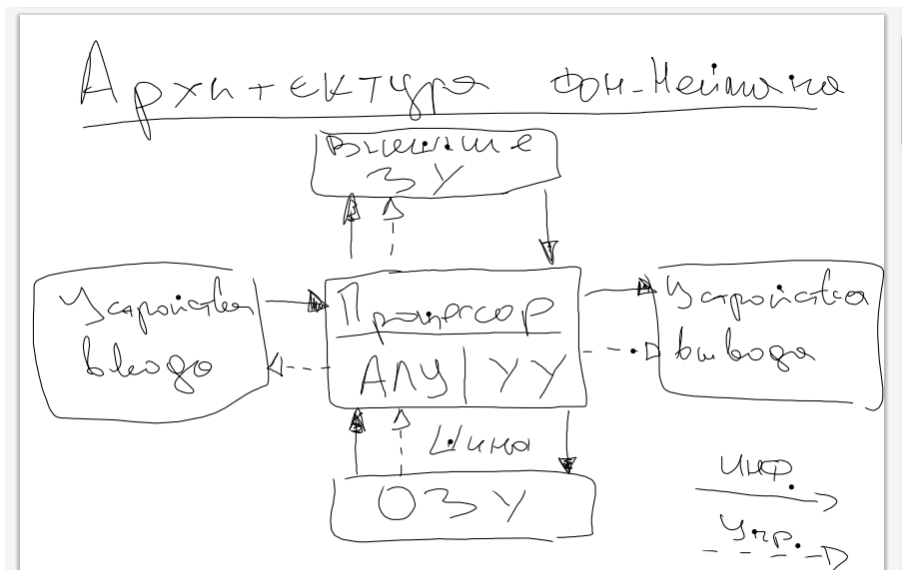 Архитектура фон-Неймана
Внешние
ЗУ
Устройства
ввода
Процессор
АЛУ | УУ
Устройства
вывода
Шина
ОЗУ
инф.
Упр.